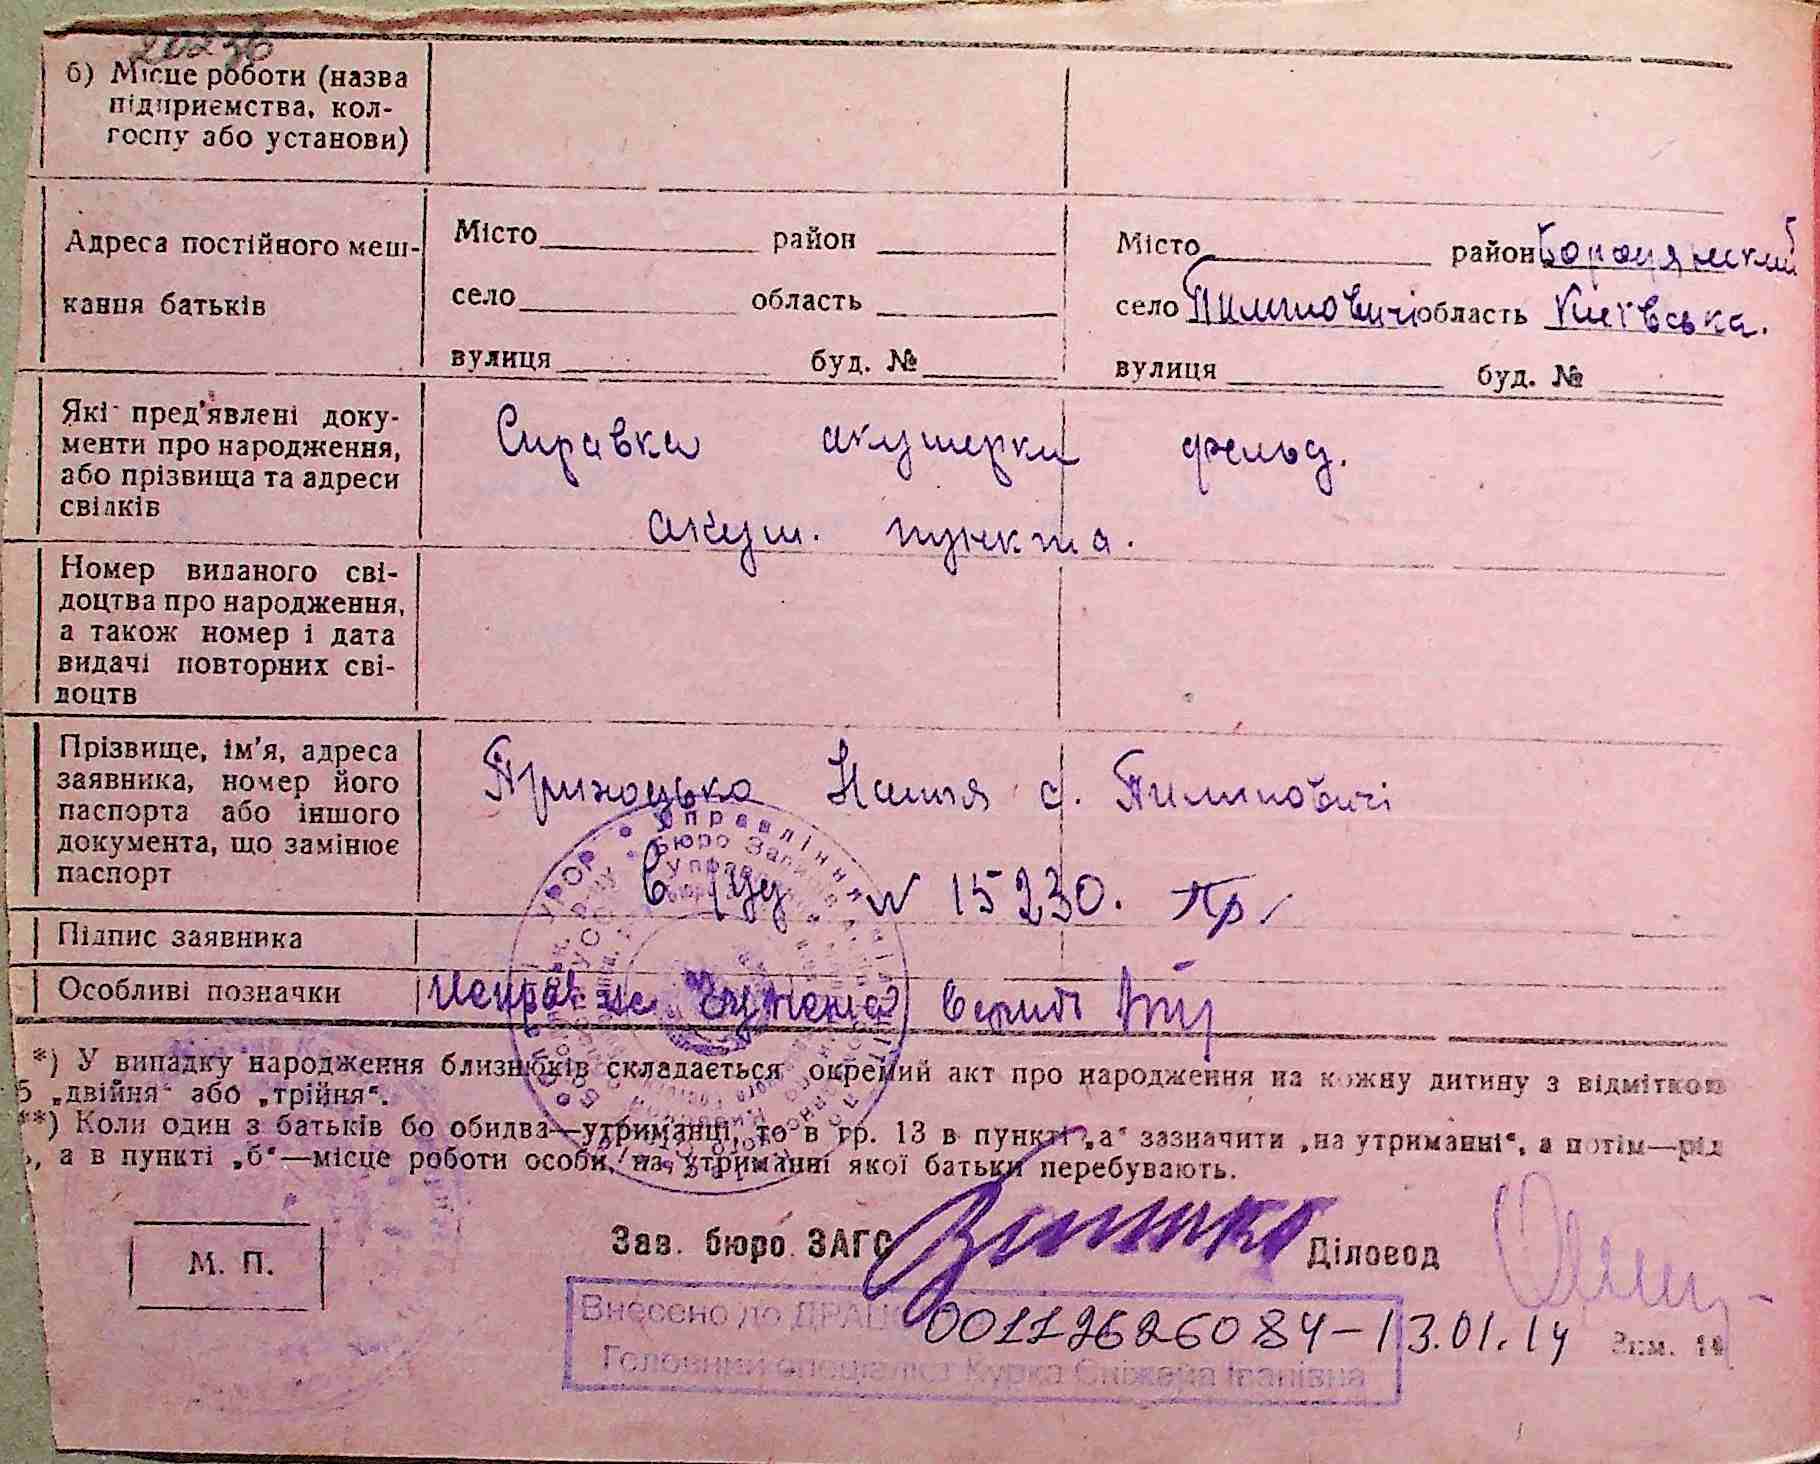 б) Місце роботи (назва
підприємства, кол-
госпу або установи)
Адреса постійного меш-
кання батьків
Місто район
село область
вулиця буд. №
Місто район Бородянський
село Пилиповичі область Київська.
вулиця буд. №
Які пред'явлені доку-
менти про народження,
або прізвища та адреси
свідків
Справка акушерки фельд.
акуш. пункта.
Номер виданого сві-
доцтва про народження,
а також номер і дата
видачі повторних сві-
доцтв
Прізвище, ім'я, адреса
заявника, номер його
паспорта або іншого
документа, що замінює
паспорт
Настя с. Пилиповичі
№ 15230.
Підпис заявника
Особливі позначки
*) У випадку народження близнюків складається окремий акт про народження на кожну дитину з відміткою
„двійня“ або „трійня“.
**) Коли один з батьків бо обидва—утриманці, то в гр. 13 в пункті „а“ зазначити „на утриманні“, а потім—рід
, а в пункті „б“—місце роботи особи, на утриманні якої батьки перебувають.
М. П.
Зав. бюро ЗАГС Діловод
Внесено до ДРАЦС 00112626084-13.01.14 Зам.
Головний спеціаліст Курка Сніжана Іванівна